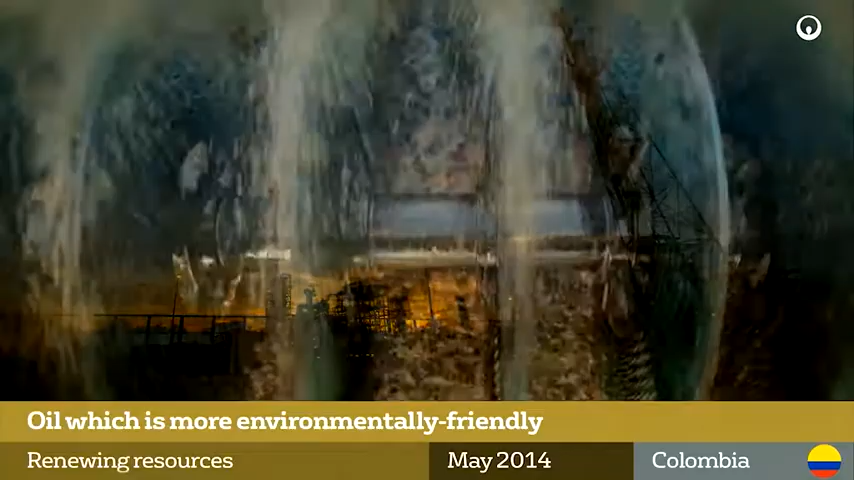 Oil which is more environmentally-friendly
Renewing resources
May 2014
Colombia